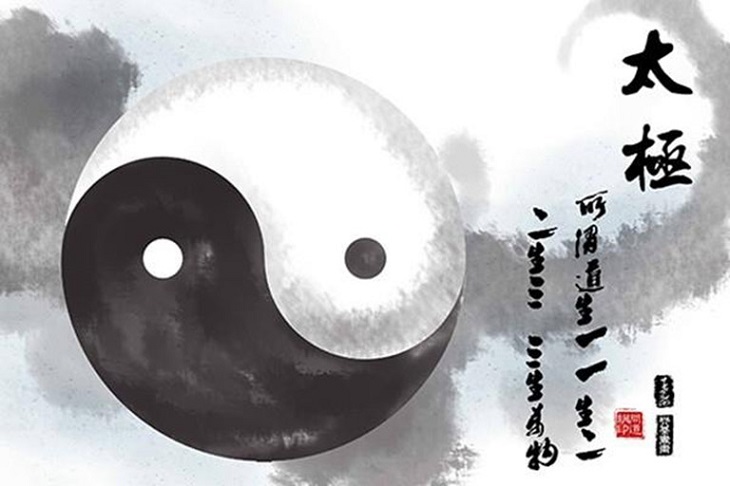 太極
所謂道生一一生二
二生三 三生萬物